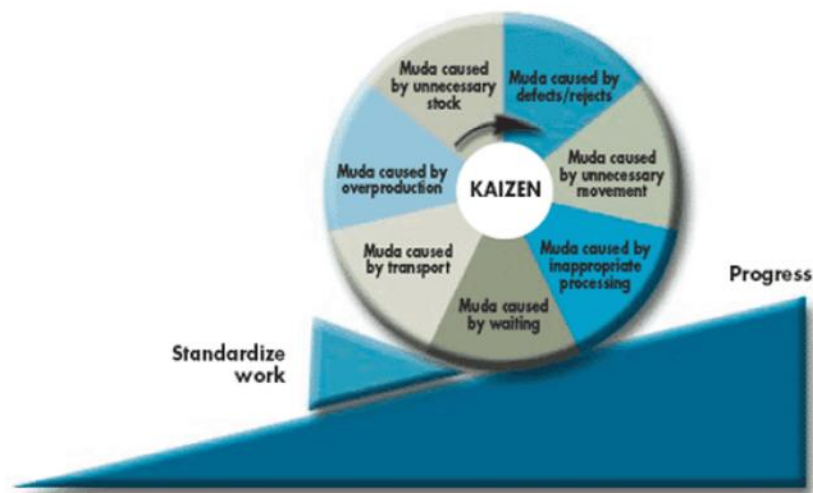 Muda caused
by unnecessary
stock
Muda caused by
defects/rejects
Muda caused
by unnecessary
movement
Muda caused by
inappropriate
processing
Muda caused
by waiting
Muda caused
by transport
Muda caused by
overproduction
KAIZEN
Progress
Standardize
work